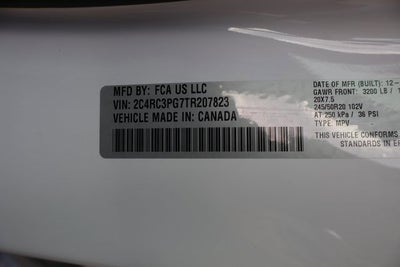 MFD BY: FCA US LLC
VIN: 2C4RC3PG7TR207823
VEHICLE MADE IN: CANADA
DATE OF MFR (BUILT): 12-
GAWR FRONT: 3200 LB /
20X7.5
245/50R20 102V
AT 250 kPa / 36 PSI
TYPE: MPV
THIS VEHICLE CONFORMS
STANDARDS IN EF